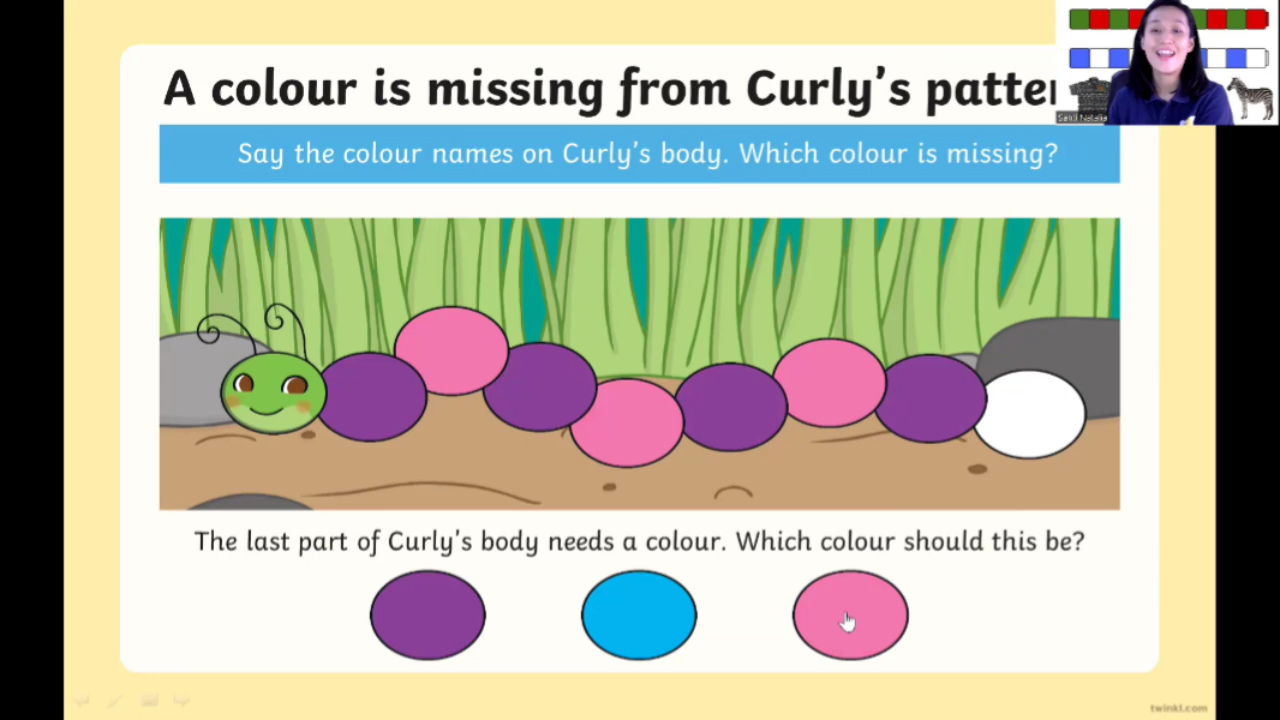 A colour is missing from Curly's patter
Say the colour names on Curly's body. Which colour is missing?
The last part of Curly's body needs a colour. Which colour should this be?
twinkl.com